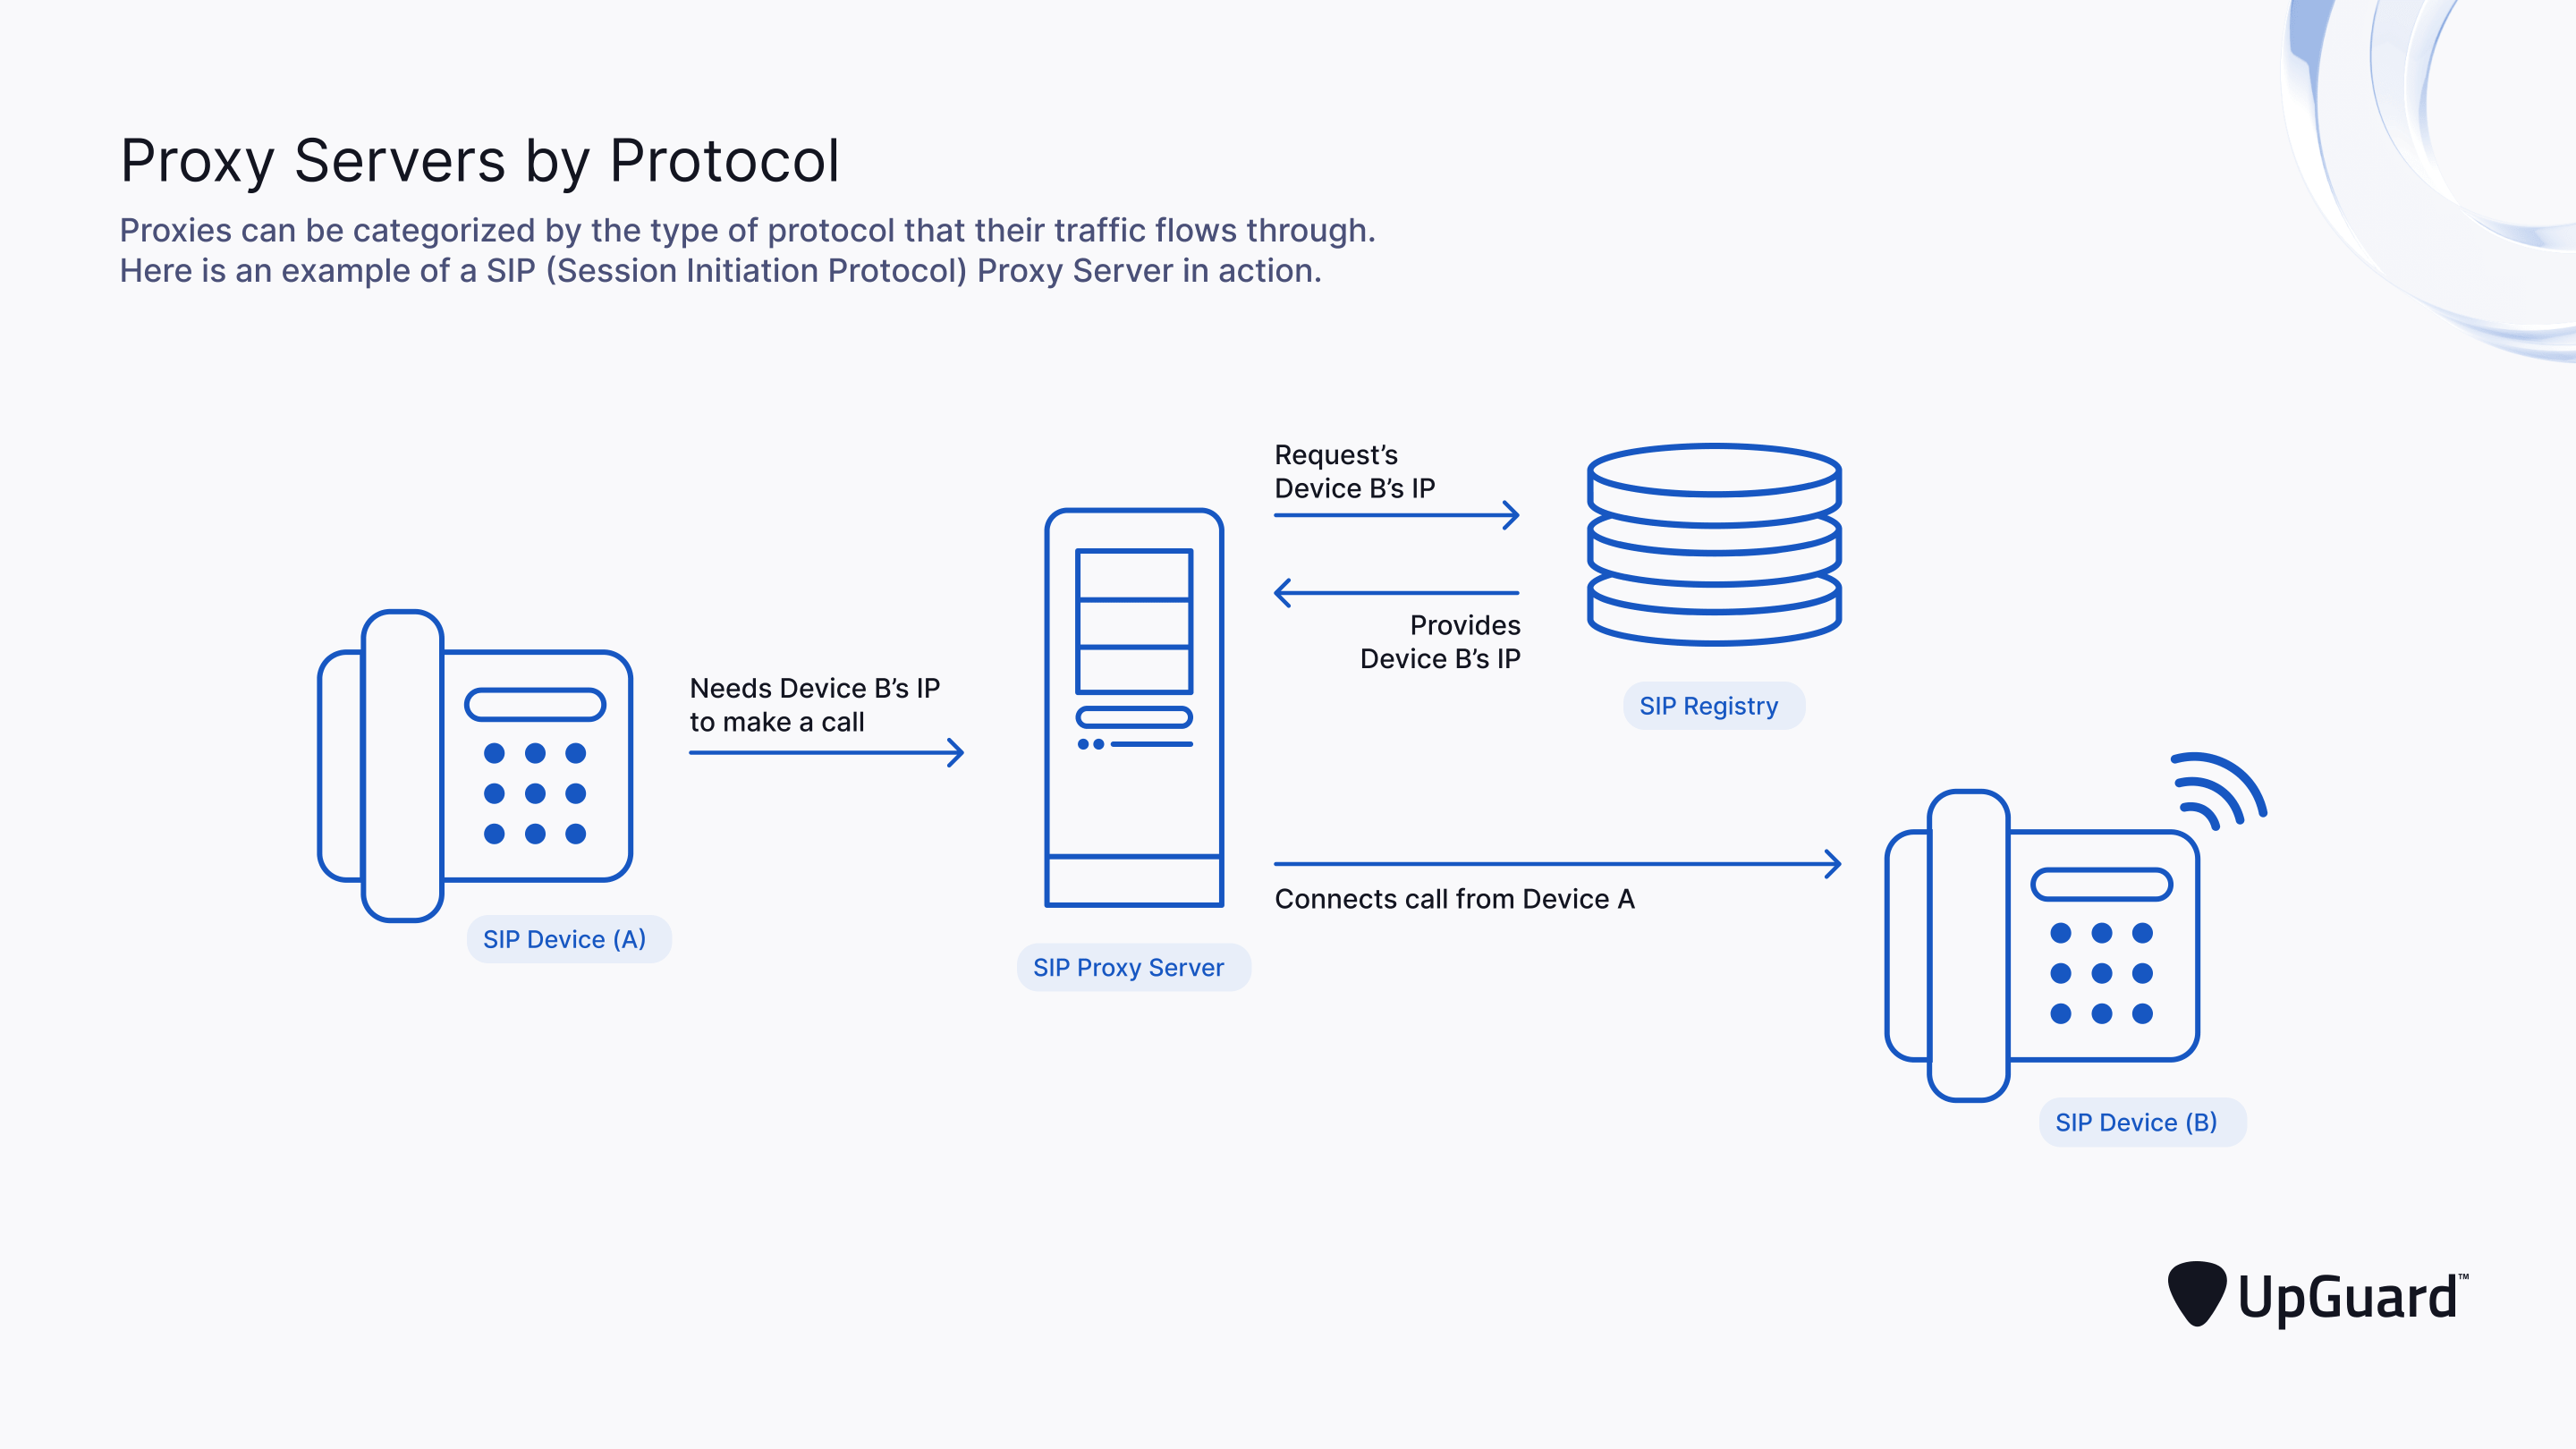 Proxy Servers by Protocol
Proxies can be categorized by the type of protocol that their traffic flows through.
Here is an example of a SIP (Session Initiation Protocol) Proxy Server in action.
Request’s
Device B’s IP
Provides
Device B’s IP
Needs Device B’s IP
to make a call
SIP Registry
Connects call from Device A
SIP Device (A)
SIP Proxy Server
SIP Device (B)
UpGuard™